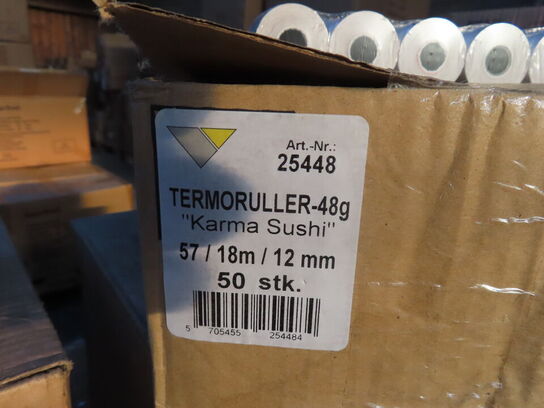 Art.-Nr.:
25448
TERMORULLER-48g
"Karma Sushi"
57 / 18m / 12 mm
50 stk.
5 705455 254484